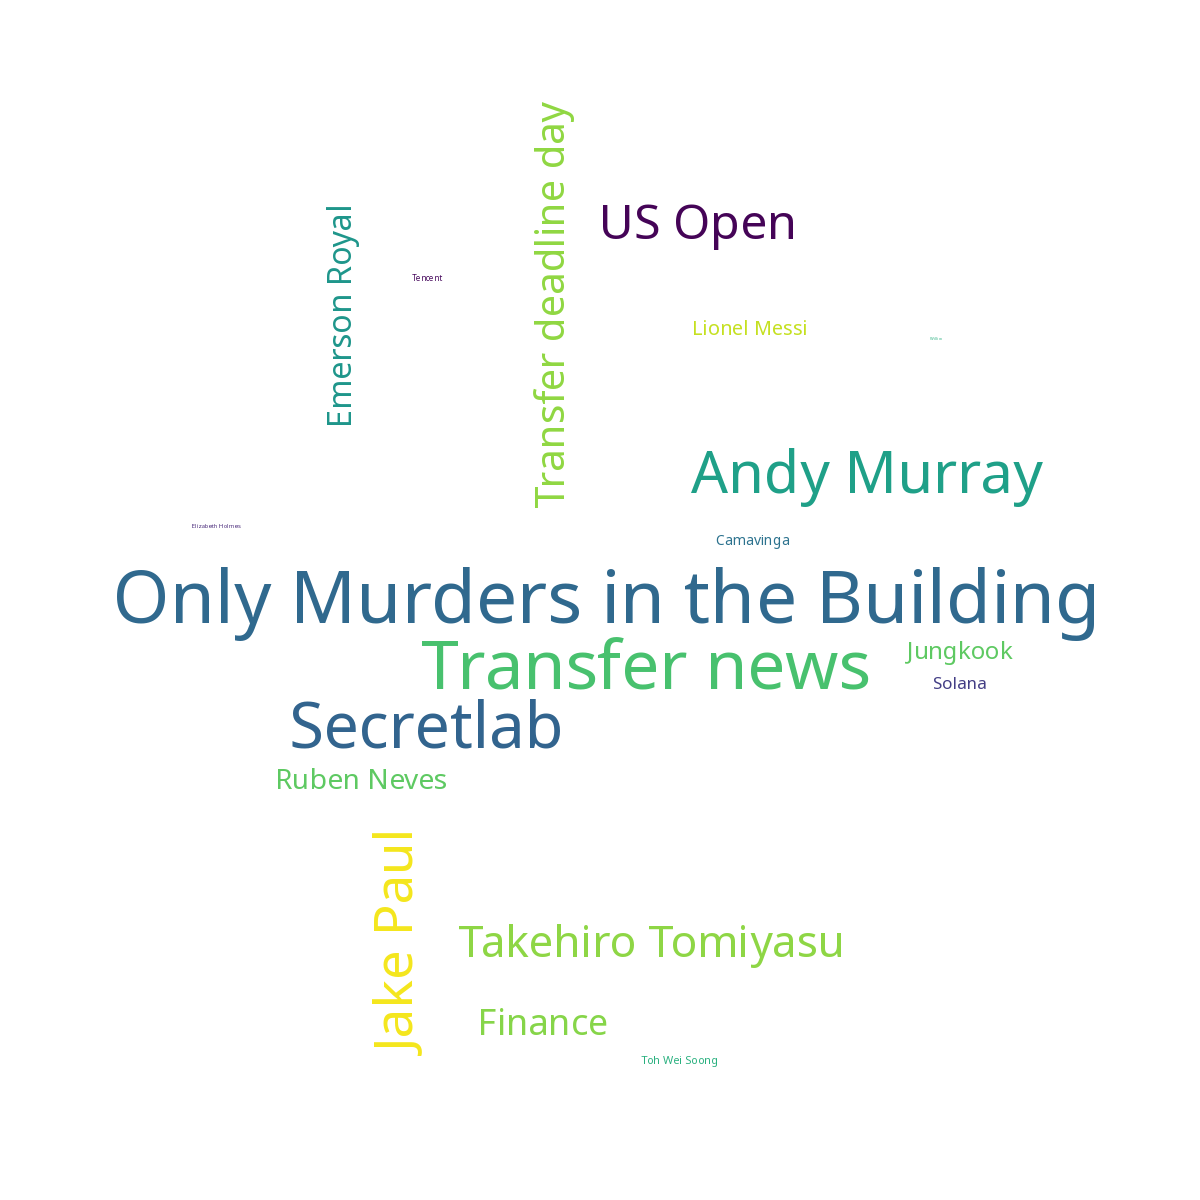 Transfer deadline day
US Open
Emerson Royal
Tencent
Lionel Messi
Andy Murray
Elizabeth Holmes
Camavinga
Only Murders in the Building
Transfer news
Jungkook
Solana
Secretlab
Ruben Neves
Jake Paul
Takehiro Tomiyasu
Finance
Toh Wei Soong